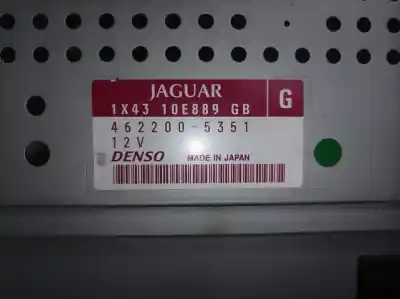 JAGUAR
1X43 10E889 GB
G
462200-5351
12V
DENSO MADE IN JAPAN